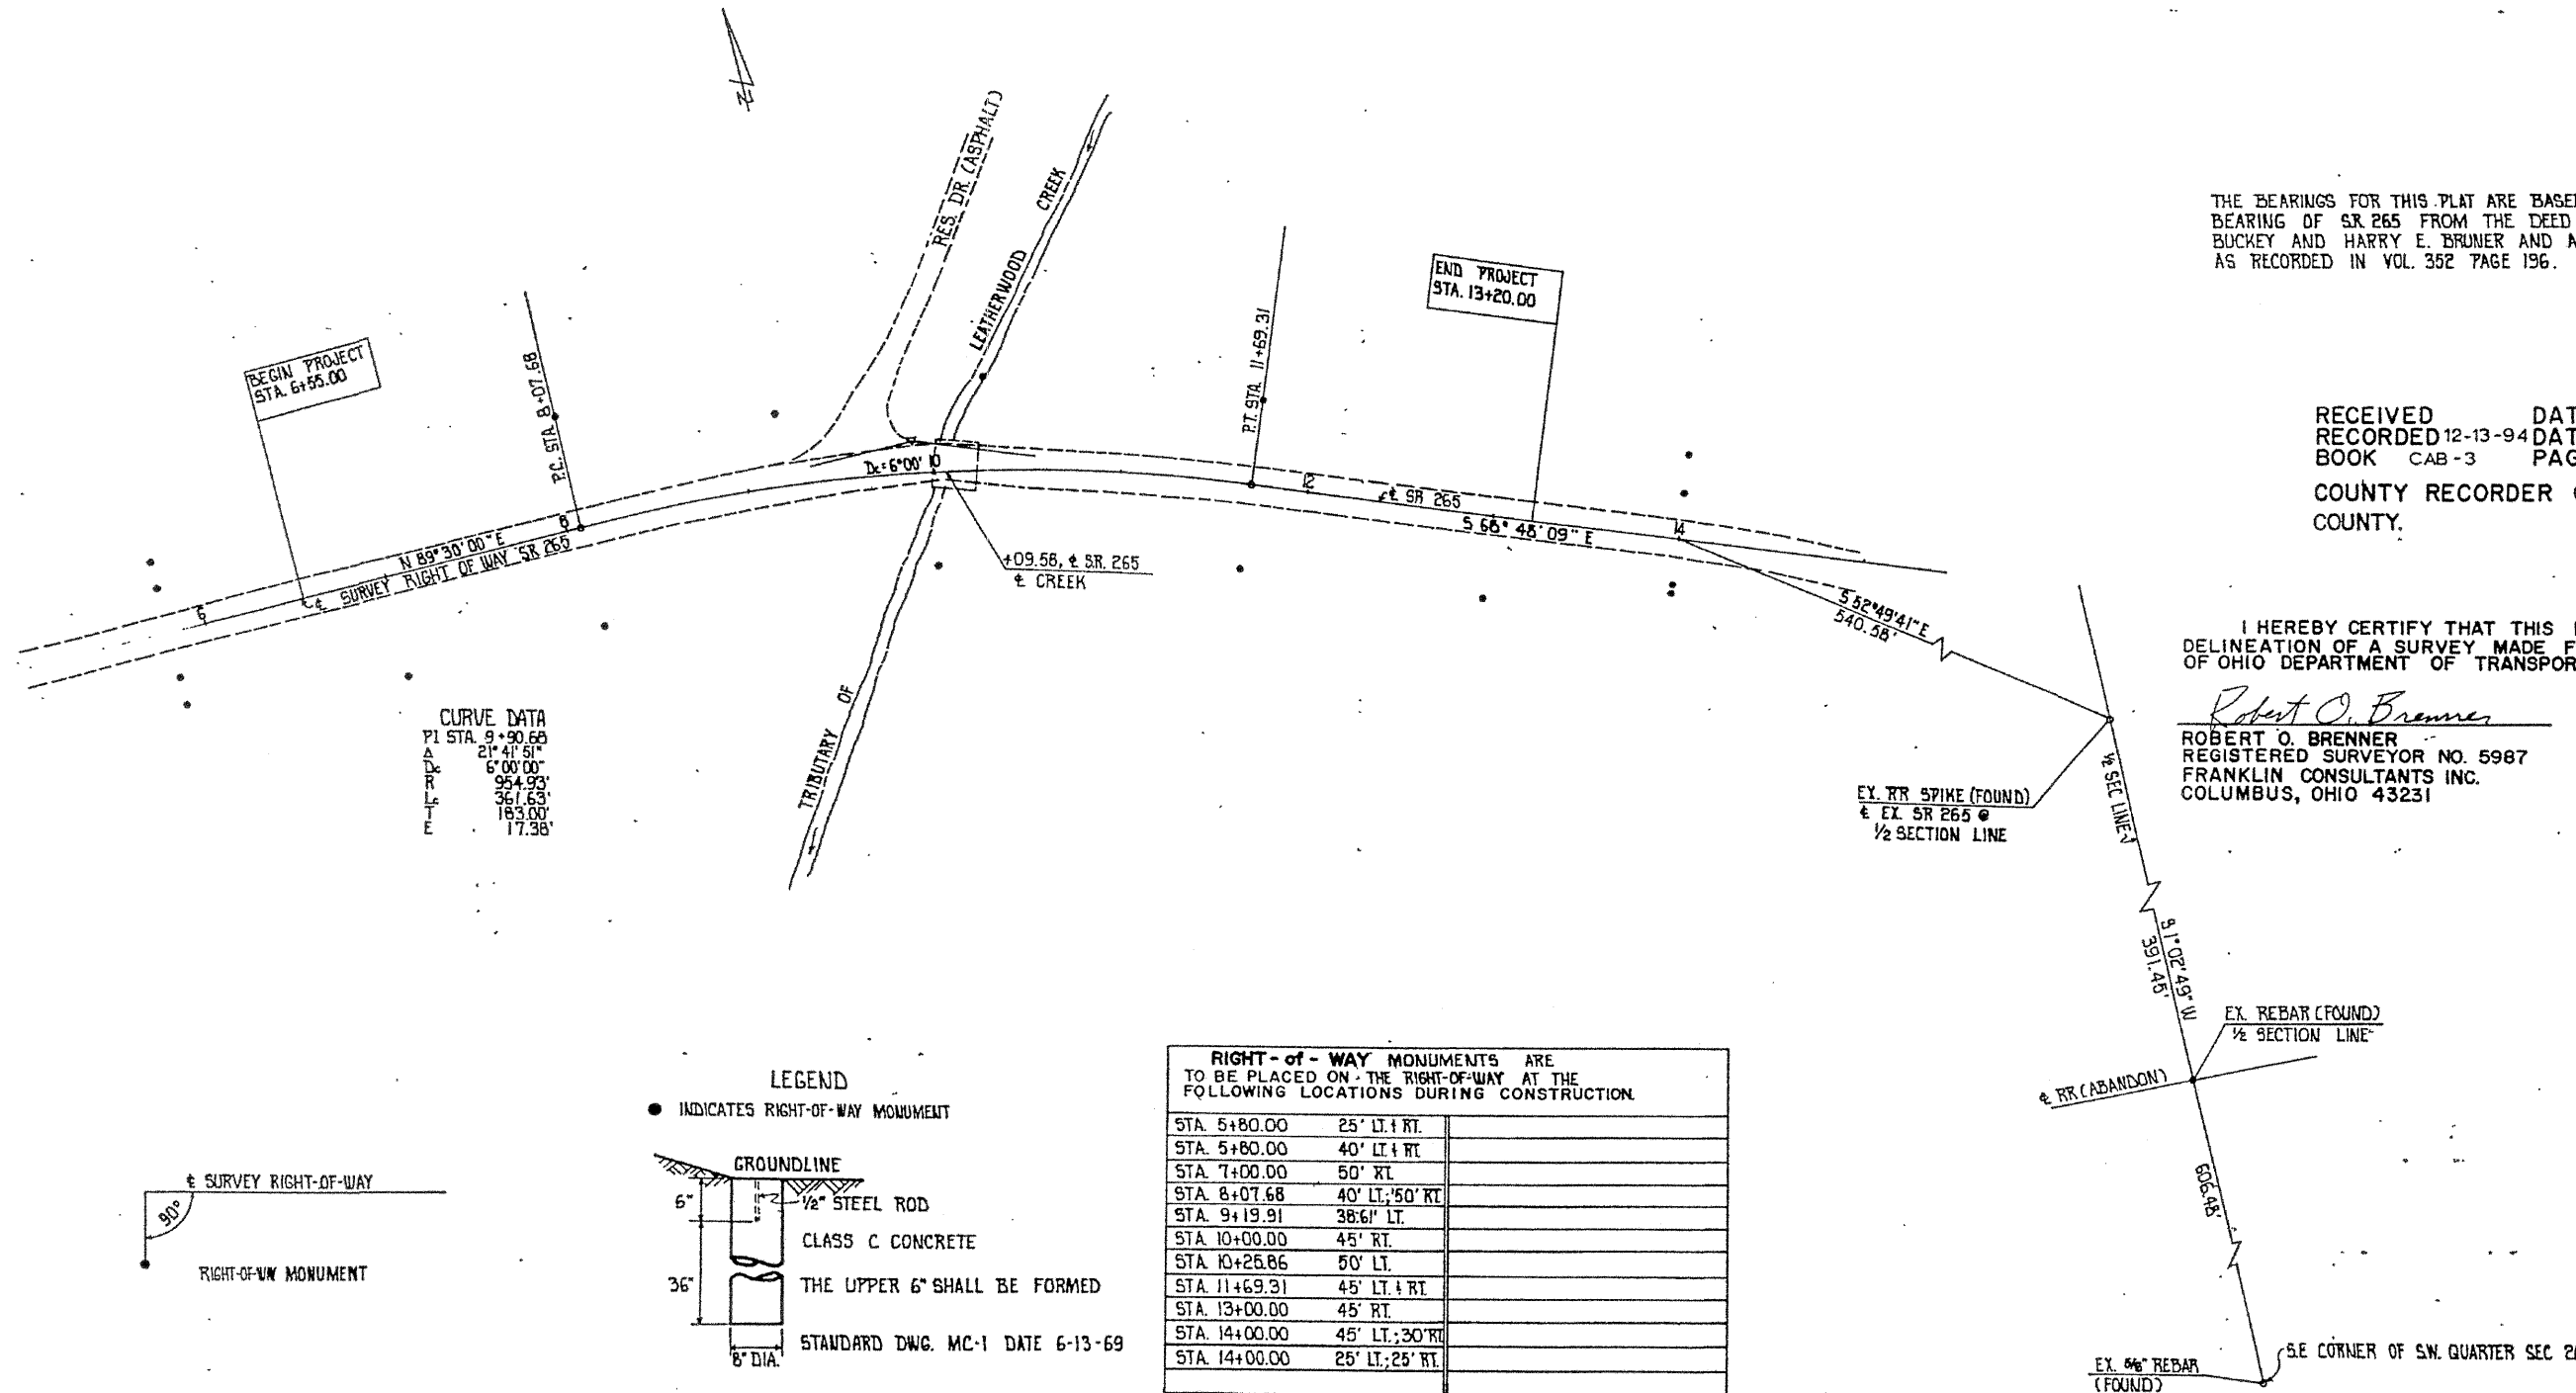 THE BEARINGS FOR THIS PLAT ARE BASE
BEARING OF SR 265 FROM THE DEED
BUCKEY AND HARRY E. BRUNER AND A
AS RECORDED IN VOL. 352 PAGE 196.
RES. DR. (ASPHALT)
LEATHERWOOD CREEK
END PROJECT
STA. 13+20.00
BEGIN PROJECT
STA. 6+55.00
P.C. STA. 8+07.68
P.T. STA. 11+69.31
RECEIVED DAT
RECORDED 12-13-94 DAT
BOOK CAB-3 PAG
COUNTY RECORDER
COUNTY.
Dc=6°00' 10
12
℄ SR 265
S 68° 48' 09" E
14
8
N 89°30'00" E
℄ SURVEY RIGHT OF WAY SR 265
6
+09.58, ℄ S.R. 265
℄ CREEK
S 52°49'41" E
540.58'
I HEREBY CERTIFY THAT THIS
DELINEATION OF A SURVEY MADE F
OF OHIO DEPARTMENT OF TRANSPOR
Robert O. Brenner
ROBERT O. BRENNER
REGISTERED SURVEYOR NO. 5987
FRANKLIN CONSULTANTS INC.
COLUMBUS, OHIO 43231
CURVE DATA
PI STA. 9+90.68
Δ 21°41'51"
Dc 6°00'00"
R 954.93'
Lc 361.63'
T 183.00'
E 17.38'
TRIBUTARY OF
EX. RR SPIKE (FOUND)
℄ EX. SR 265 @
1/2 SECTION LINE
1/2 SEC LINE
S 1°02'49" W
391.45'
EX. REBAR (FOUND)
1/2 SECTION LINE
℄ RR (ABANDON)
606.48'
EX. 5/8" REBAR
(FOUND)
S.E CORNER OF S.W. QUARTER SEC
LEGEND
INDICATES RIGHT-OF-WAY MONUMENT
GROUNDLINE
6"
1/2" STEEL ROD
CLASS C CONCRETE
36"
THE UPPER 6" SHALL BE FORMED
STANDARD DWG. MC-1 DATE 6-13-69
8" DIA.
℄ SURVEY RIGHT-OF-WAY
90°
RIGHT-OF-WAY MONUMENT
RIGHT-of-WAY MONUMENTS ARE
TO BE PLACED ON THE RIGHT-OF-WAY AT THE
FOLLOWING LOCATIONS DURING CONSTRUCTION.
STA. 5+80.00 25' LT. & RT.
STA. 5+80.00 40' LT & RT.
STA. 7+00.00 50' RT.
STA. 8+07.68 40' LT.; 50' RT
STA. 9+19.91 38.61' LT.
STA. 10+00.00 45' RT.
STA. 10+25.86 50' LT.
STA. 11+69.31 45' LT. & RT.
STA. 13+00.00 45' RT.
STA. 14+00.00 45' LT.; 30' RT
STA. 14+00.00 25' LT.; 25' RT.